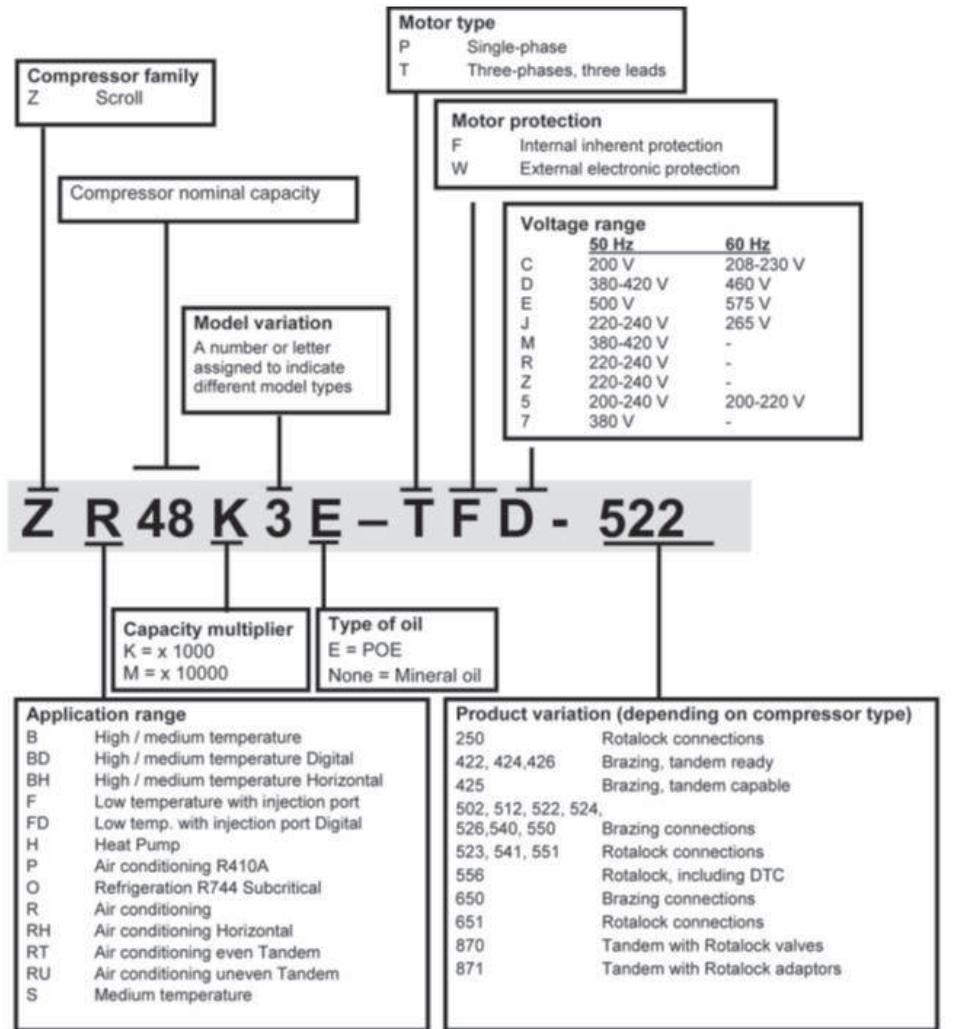 Motor type
P Single-phase
T Three-phases, three leads
Compressor family
Z Scroll
Motor protection
F Internal inherent protection
W External electronic protection
Compressor nominal capacity
Voltage range
50 Hz 60 Hz
C 200 V 208-230 V
D 380-420 V 460 V
E 500 V 575 V
J 220-240 V 265 V
M 380-420 V -
R 220-240 V -
Z 220-240 V -
5 200-240 V 200-220 V
7 380 V -
Model variation
A number or letter
assigned to indicate
different model types
Z R 48 K 3 E – T F D - 522
Capacity multiplier
K = x 1000
M = x 10000
Type of oil
E = POE
None = Mineral oil
Application range
B High / medium temperature
BD High / medium temperature Digital
BH High / medium temperature Horizontal
F Low temperature with injection port
FD Low temp. with injection port Digital
H Heat Pump
P Air conditioning R410A
O Refrigeration R744 Subcritical
R Air conditioning
RH Air conditioning Horizontal
RT Air conditioning even Tandem
RU Air conditioning uneven Tandem
S Medium temperature
Product variation (depending on compressor type)
250 Rotalock connections
422, 424,426 Brazing, tandem ready
425 Brazing, tandem capable
502, 512, 522, 524,
526,540, 550 Brazing connections
523, 541, 551 Rotalock connections
556 Rotalock, including DTC
650 Brazing connections
651 Rotalock connections
870 Tandem with Rotalock valves
871 Tandem with Rotalock adaptors